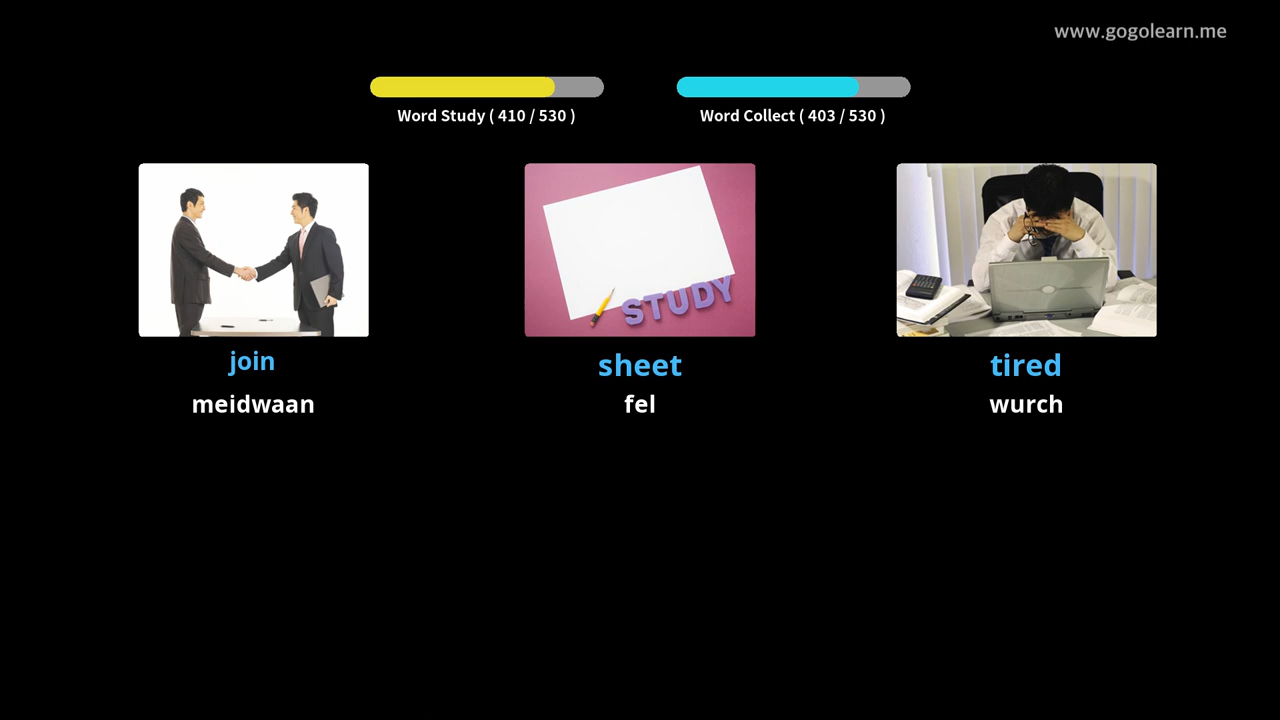 www.gogolearn.me
Word Study ( 410 / 530 )
Word Collect ( 403 / 530 )
STUDY
join
sheet
tired
meidwaan
fel
wurch